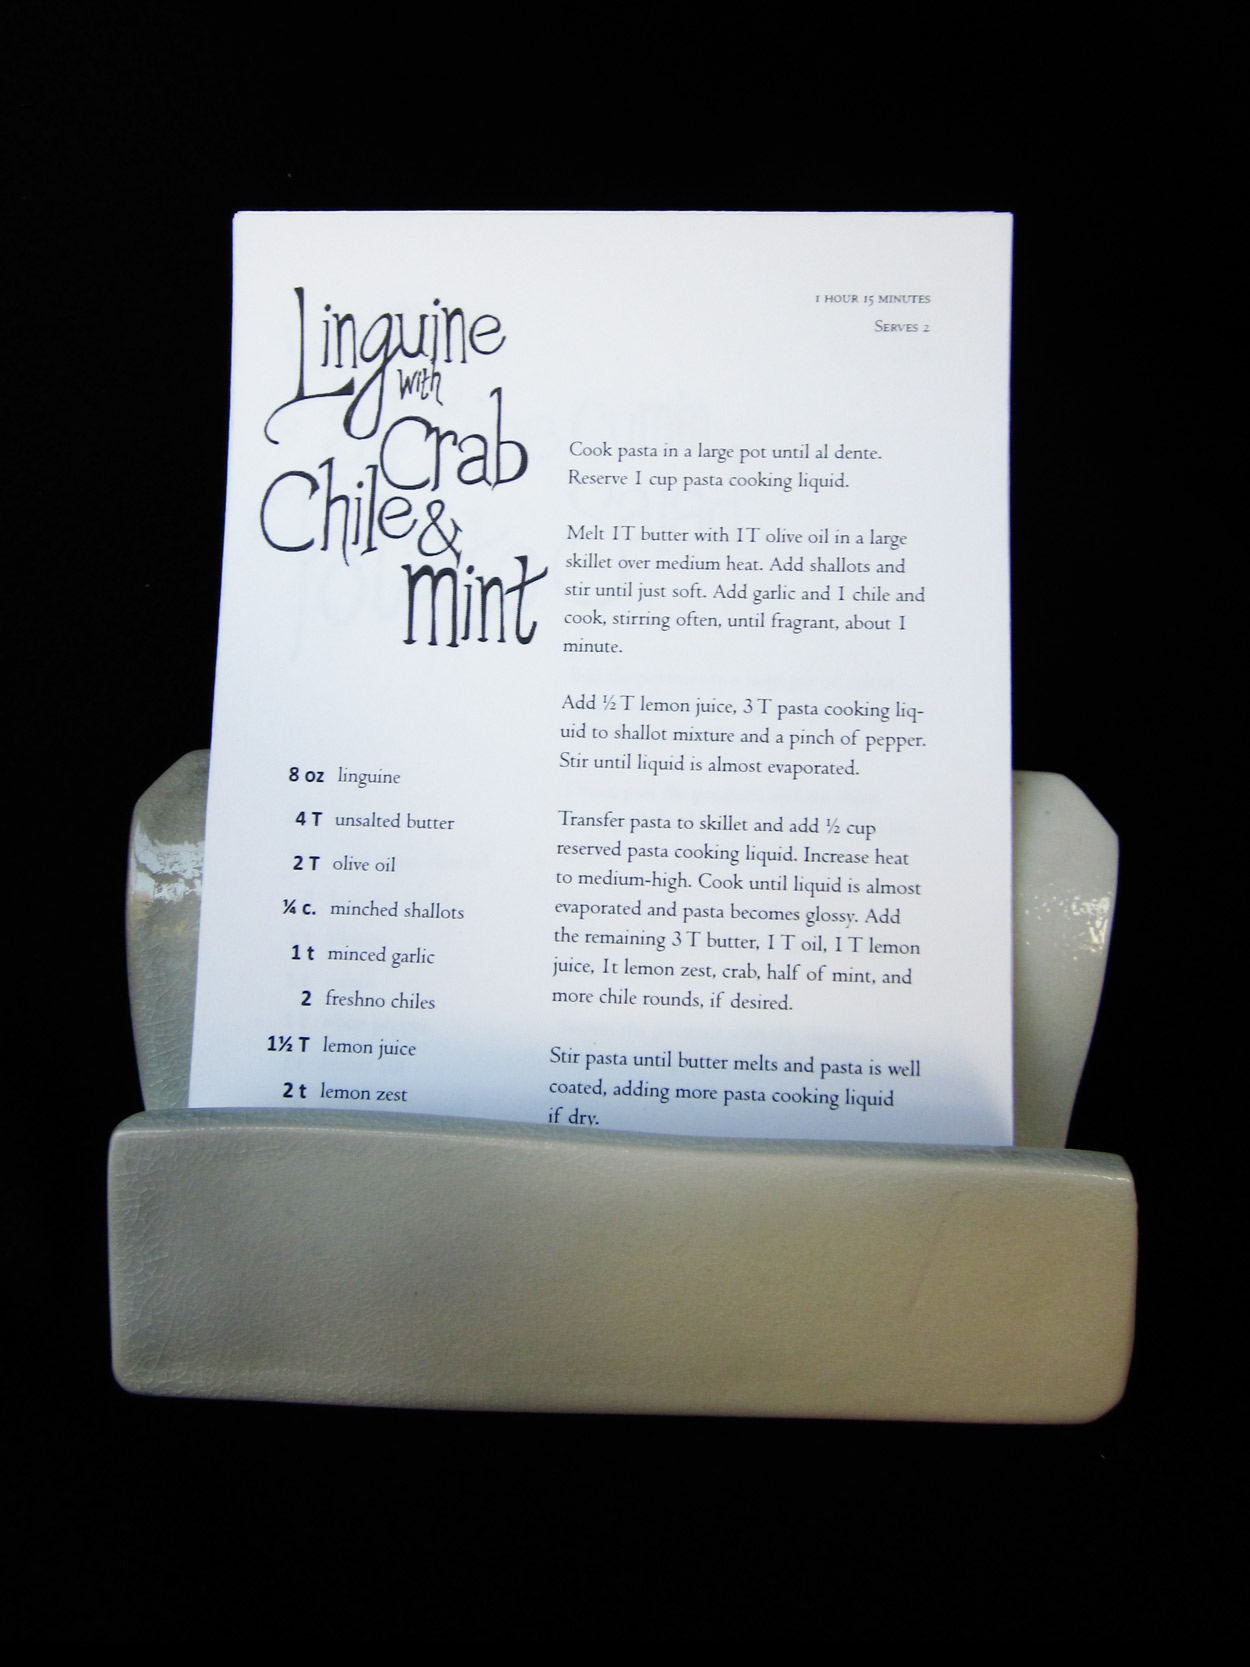 Linguine
with
Crab
Chile &
mint
1 HOUR 15 MINUTES
SERVES 2
8 oz linguine
4 T unsalted butter
2 T olive oil
¼ c. minched shallots
1 t minced garlic
2 freshno chiles
1½ T lemon juice
2 t lemon zest
Cook pasta in a large pot until al dente.
Reserve 1 cup pasta cooking liquid.
Melt 1T butter with 1T olive oil in a large
skillet over medium heat. Add shallots and
stir until just soft. Add garlic and 1 chile and
cook, stirring often, until fragrant, about 1
minute.
Add ½ T lemon juice, 3 T pasta cooking liq-
uid to shallot mixture and a pinch of pepper.
Stir until liquid is almost evaporated.
Transfer pasta to skillet and add ½ cup
reserved pasta cooking liquid. Increase heat
to medium-high. Cook until liquid is almost
evaporated and pasta becomes glossy. Add
the remaining 3 T butter, 1 T oil, 1 T lemon
juice, 1t lemon zest, crab, half of mint, and
more chile rounds, if desired.
Stir pasta until butter melts and pasta is well
coated, adding more pasta cooking liquid
if dry.